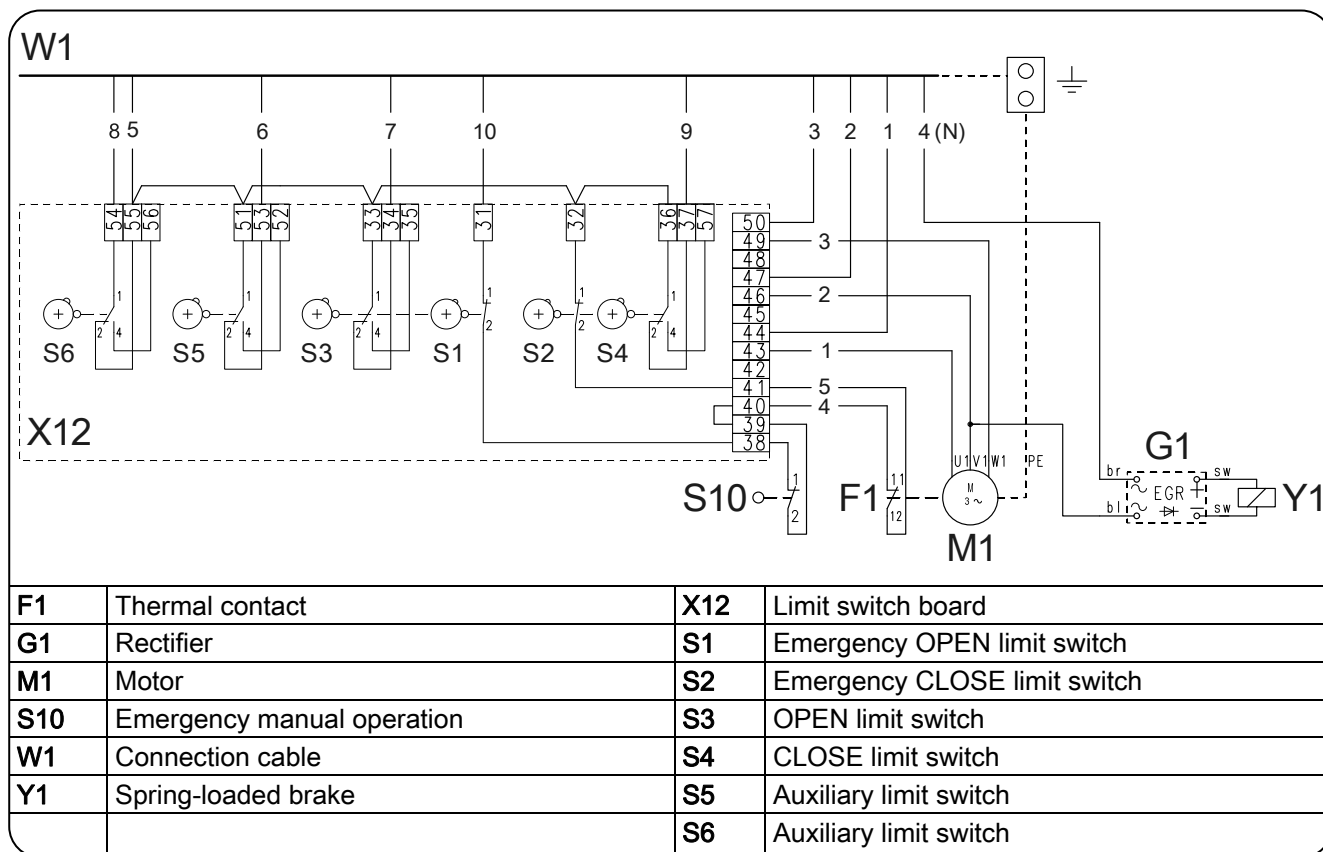 W1
8 5 6 7 10 9 3 2 1 4 (N)
54 55 56 51 53 52 33 34 35 31 32 36 37 57
50
49 3
48
47
46 2
45
44
43 1
42
41 5
40 4
39
38
1 1 1 1 1 1
2 4 2 4 2 4 2 2 2 4
S6 S5 S3 S1 S2 S4
X12
S10 1 2
F1 11 12
U1 V1 W1 PE
M 3 ~
M1
G1
br ~ + sw
EGR
bl ~ − sw
Y1
F1 Thermal contact X12 Limit switch board
G1 Rectifier S1 Emergency OPEN limit switch
M1 Motor S2 Emergency CLOSE limit switch
S10 Emergency manual operation S3 OPEN limit switch
W1 Connection cable S4 CLOSE limit switch
Y1 Spring-loaded brake S5 Auxiliary limit switch
S6 Auxiliary limit switch